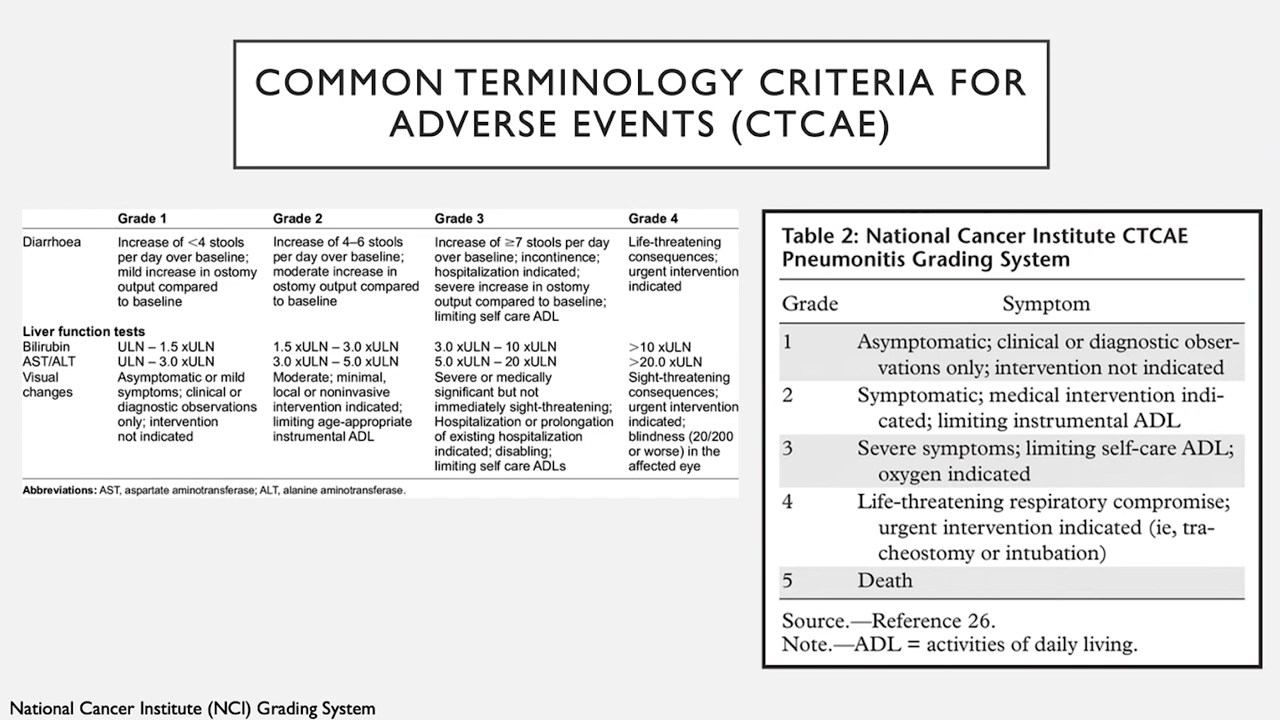 COMMON TERMINOLOGY CRITERIA FOR
ADVERSE EVENTS (CTCAE)
Grade 1 Grade 2 Grade 3 Grade 4
Diarrhoea Increase of <4 stools Increase of 4–6 stools Increase of ≥7 stools per day Life-threatening
per day over baseline; per day over baseline; over baseline; incontinence; consequences;
mild increase in ostomy moderate increase in hospitalization indicated; urgent intervention
output compared ostomy output compared severe increase in ostomy indicated
to baseline to baseline output compared to baseline;
limiting self care ADL
Liver function tests
Bilirubin ULN – 1.5 xULN 1.5 xULN – 3.0 xULN 3.0 xULN – 10 xULN >10 xULN
AST/ALT ULN – 3.0 xULN 3.0 xULN – 5.0 xULN 5.0 xULN – 20 xULN >20.0 xULN
Visual Asymptomatic or mild Moderate; minimal, Severe or medically Sight-threatening
changes symptoms; clinical or local or noninvasive significant but not consequences;
diagnostic observations intervention indicated; immediately sight-threatening; urgent intervention
only; intervention limiting age-appropriate Hospitalization or prolongation indicated;
not indicated instrumental ADL of existing hospitalization blindness (20/200
indicated; disabling; or worse) in the
limiting self care ADLs affected eye
Abbreviations: AST, aspartate aminotransferase; ALT, alanine aminotransferase.
Table 2: National Cancer Institute CTCAE
Pneumonitis Grading System
Grade Symptom
1 Asymptomatic; clinical or diagnostic obser-
vations only; intervention not indicated
2 Symptomatic; medical intervention indi-
cated; limiting instrumental ADL
3 Severe symptoms; limiting self-care ADL;
oxygen indicated
4 Life-threatening respiratory compromise;
urgent intervention indicated (ie, tra-
cheostomy or intubation)
5 Death
Source.—Reference 26.
Note.—ADL = activities of daily living.
National Cancer Institute (NCI) Grading System